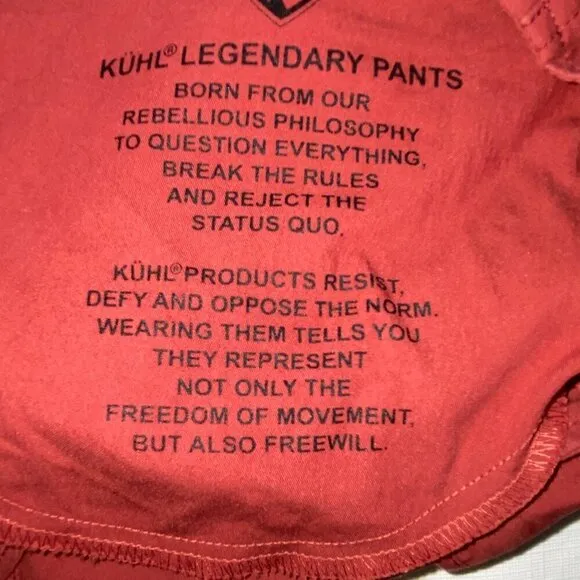 KÜHL® LEGENDARY PANTS
BORN FROM OUR
REBELLIOUS PHILOSOPHY
TO QUESTION EVERYTHING,
BREAK THE RULES
AND REJECT THE
STATUS QUO.
KÜHL® PRODUCTS RESIST,
DEFY AND OPPOSE THE NORM.
WEARING THEM TELLS YOU
THEY REPRESENT
NOT ONLY THE
FREEDOM OF MOVEMENT,
BUT ALSO FREEWILL.